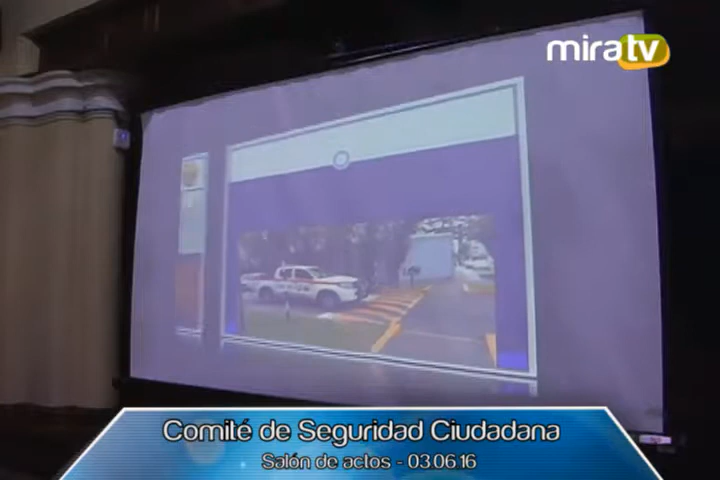 miratv
Comité de Seguridad Ciudadana
Salón de actos - 03.06.16